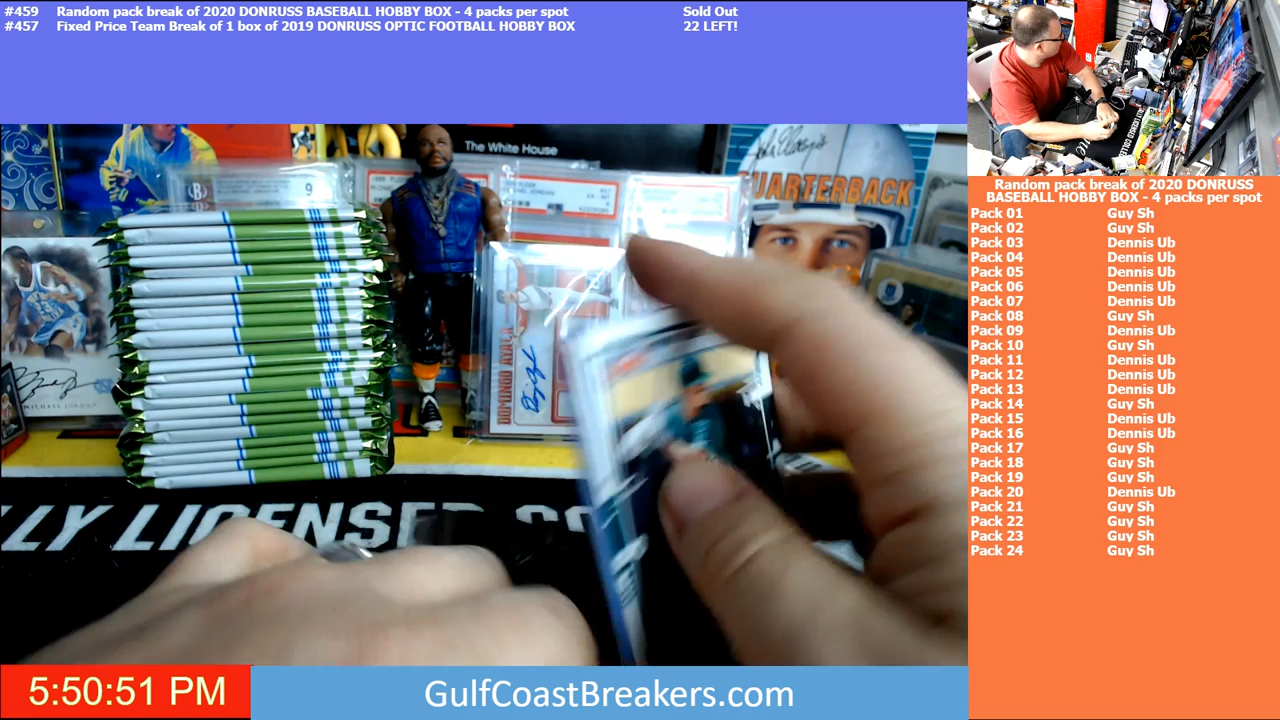 #459 Random pack break of 2020 DONRUSS BASEBALL HOBBY BOX - 4 packs per spot Sold Out
#457 Fixed Price Team Break of 1 box of 2019 DONRUSS OPTIC FOOTBALL HOBBY BOX 22 LEFT!
The White House
QUARTERBACK
9
MICHAEL JORDAN
DOMINGO AYALA
LLY LICENSED CO
Random pack break of 2020 DONRUSS
BASEBALL HOBBY BOX - 4 packs per spot
Pack 01 Guy Sh
Pack 02 Guy Sh
Pack 03 Dennis Ub
Pack 04 Dennis Ub
Pack 05 Dennis Ub
Pack 06 Dennis Ub
Pack 07 Dennis Ub
Pack 08 Guy Sh
Pack 09 Dennis Ub
Pack 10 Guy Sh
Pack 11 Dennis Ub
Pack 12 Dennis Ub
Pack 13 Dennis Ub
Pack 14 Guy Sh
Pack 15 Dennis Ub
Pack 16 Dennis Ub
Pack 17 Guy Sh
Pack 18 Guy Sh
Pack 19 Guy Sh
Pack 20 Dennis Ub
Pack 21 Guy Sh
Pack 22 Guy Sh
Pack 23 Guy Sh
Pack 24 Guy Sh
5:50:51 PM
GulfCoastBreakers.com